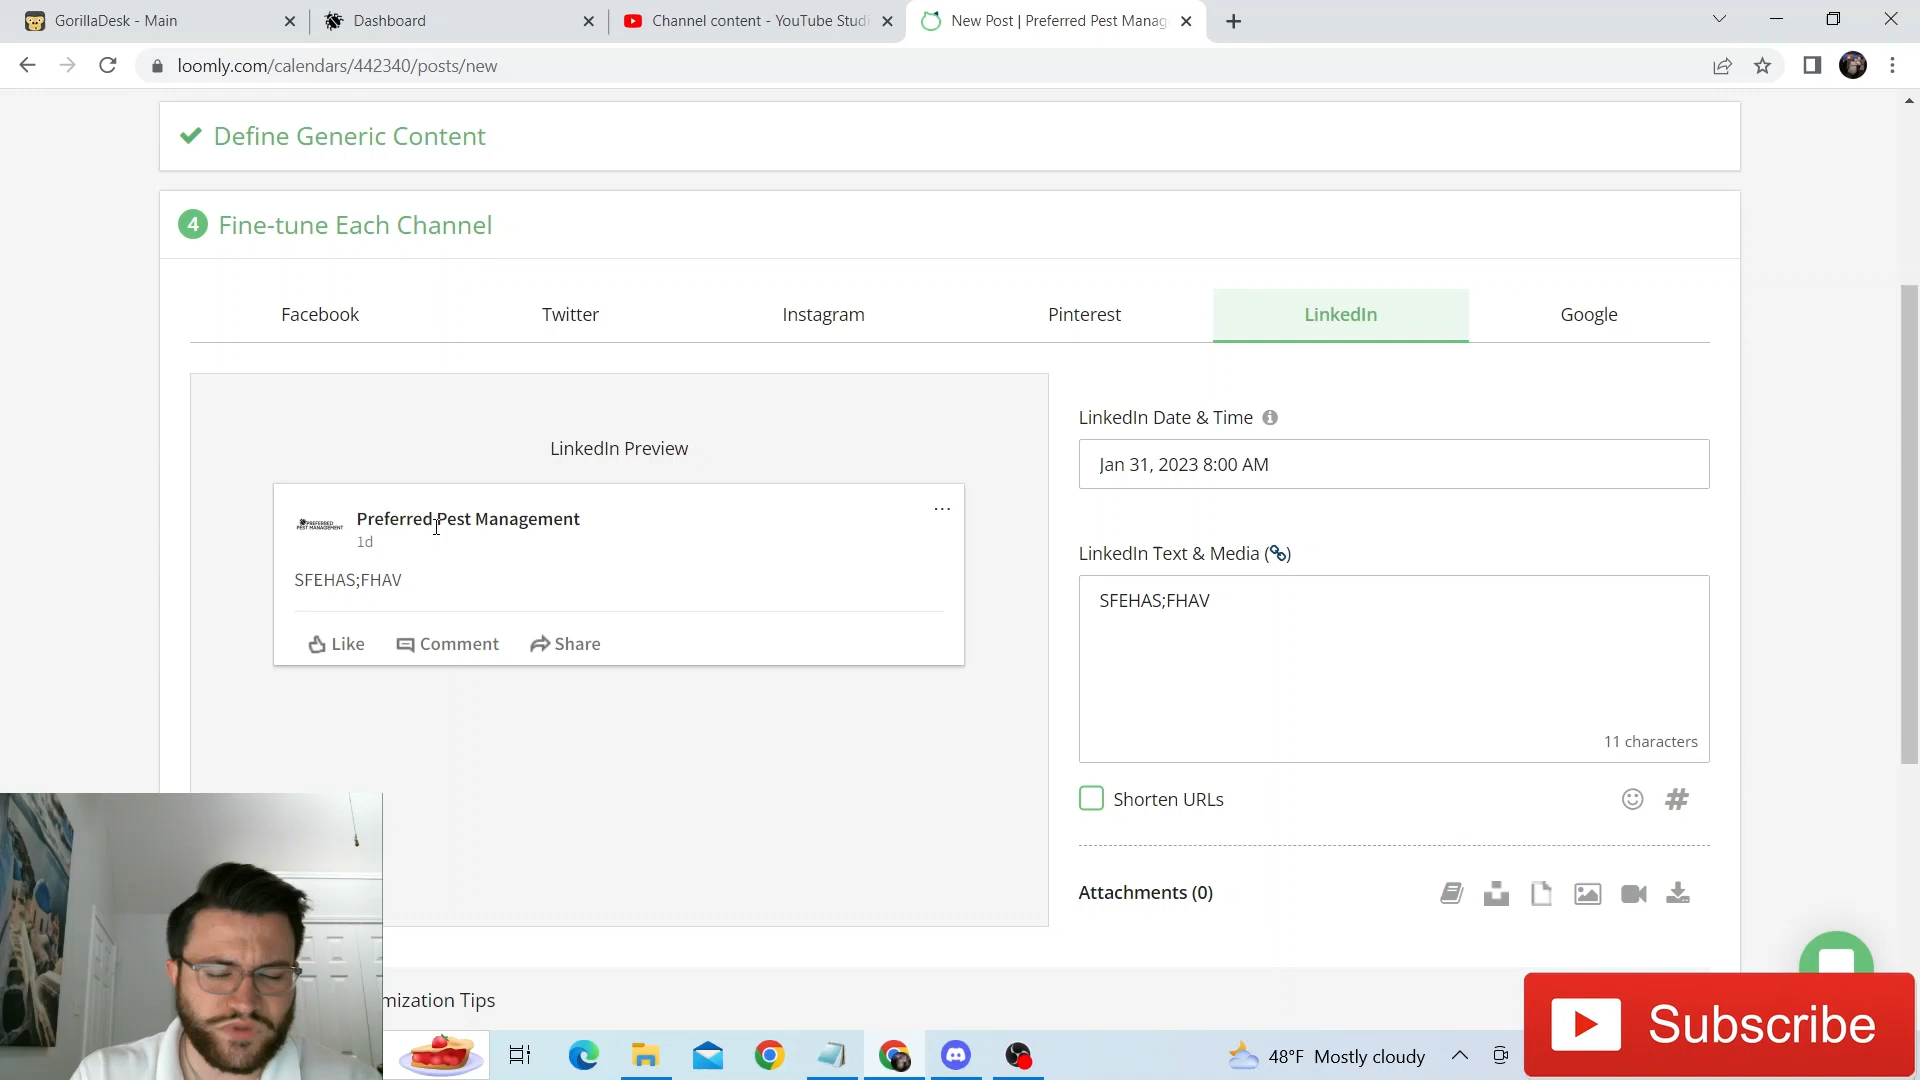 GorillaDesk - Main
Dashboard
Channel content - YouTube Studi
New Post | Preferred Pest Manag
loomly.com/calendars/442340/posts/new
Define Generic Content
4 Fine-tune Each Channel
Facebook Twitter Instagram Pinterest LinkedIn Google
LinkedIn Preview
PREFERRED
PEST MANAGEMENT
Preferred Pest Management
1d
SFEHAS;FHAV
Like Comment Share
LinkedIn Date & Time
Jan 31, 2023 8:00 AM
LinkedIn Text & Media ( )
SFEHAS;FHAV
11 characters
Shorten URLs
Attachments (0)
mization Tips
48°F Mostly cloudy
Subscribe